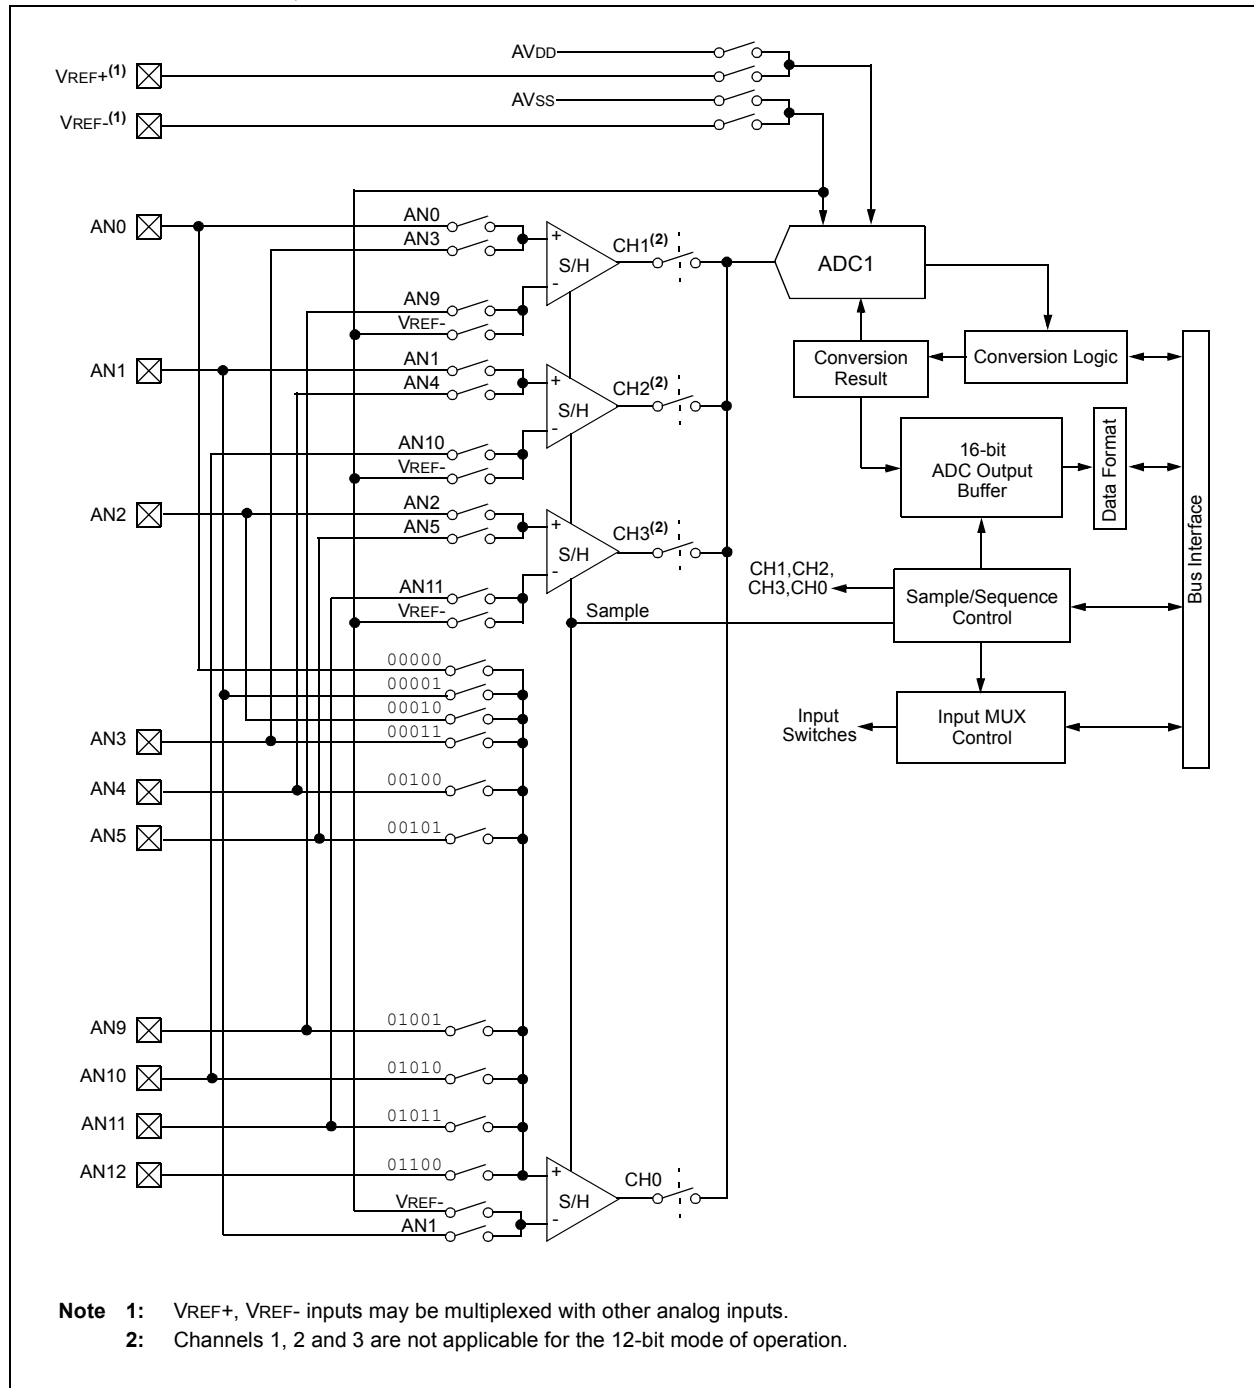 AVDD
VREF+(1)
AVSS
VREF-(1)
AN0
AN0
AN3
+
S/H
-
CH1(2)
AN9
VREF-
ADC1
Conversion
Result
Conversion Logic
AN1
AN1
AN4
+
S/H
-
CH2(2)
AN10
VREF-
16-bit
ADC Output
Buffer
Data Format
Bus Interface
AN2
AN2
AN5
+
S/H
-
CH3(2)
AN11
VREF-
CH1,CH2,
CH3,CH0
Sample/Sequence
Control
Sample
00000
00001
00010
AN3
00011
Input
Switches
Input MUX
Control
AN4
00100
AN5
00101
AN9
01001
AN10
01010
AN11
01011
AN12
01100
+
S/H
-
CH0
VREF-
AN1
Note 1: VREF+, VREF- inputs may be multiplexed with other analog inputs.
2: Channels 1, 2 and 3 are not applicable for the 12-bit mode of operation.